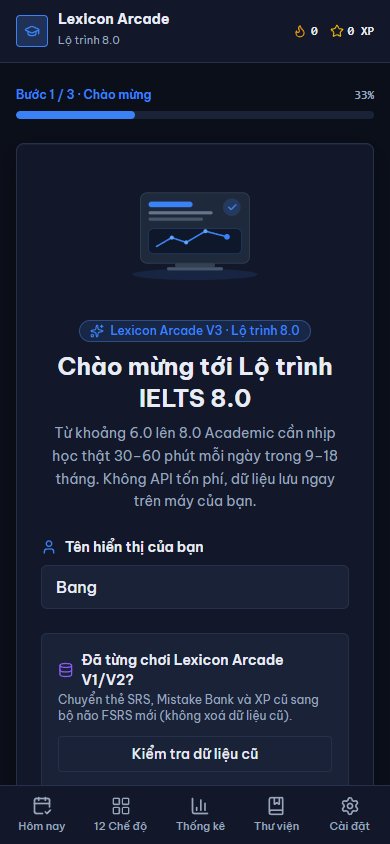 Lexicon Arcade
Lộ trình 8.0
0
0 XP
Bước 1 / 3 · Chào mừng
33%
Lexicon Arcade V3 · Lộ trình 8.0
Chào mừng tới Lộ trình
IELTS 8.0
Từ khoảng 6.0 lên 8.0 Academic cần nhịp
học thật 30–60 phút mỗi ngày trong 9–18
tháng. Không API tốn phí, dữ liệu lưu ngay
trên máy của bạn.
Tên hiển thị của bạn
Bang
Đã từng chơi Lexicon Arcade
V1/V2?
Chuyển thẻ SRS, Mistake Bank và XP cũ sang
bộ não FSRS mới (không xoá dữ liệu cũ).
Kiểm tra dữ liệu cũ
Hôm nay
12 Chế độ
Thống kê
Thư viện
Cài đặt